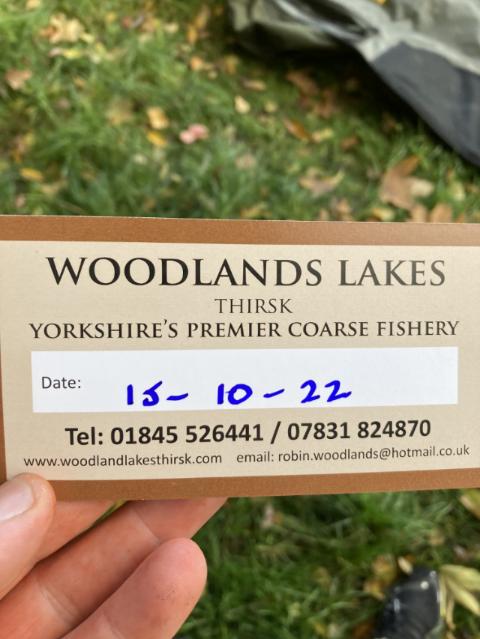 WOODLANDS LAKES
THIRSK
YORKSHIRE'S PREMIER COARSE FISHERY
Date: 15-10-22
Tel: 01845 526441 / 07831 824870
www.woodlandlakesthirsk.com email: robin.woodlands@hotmail.co.uk